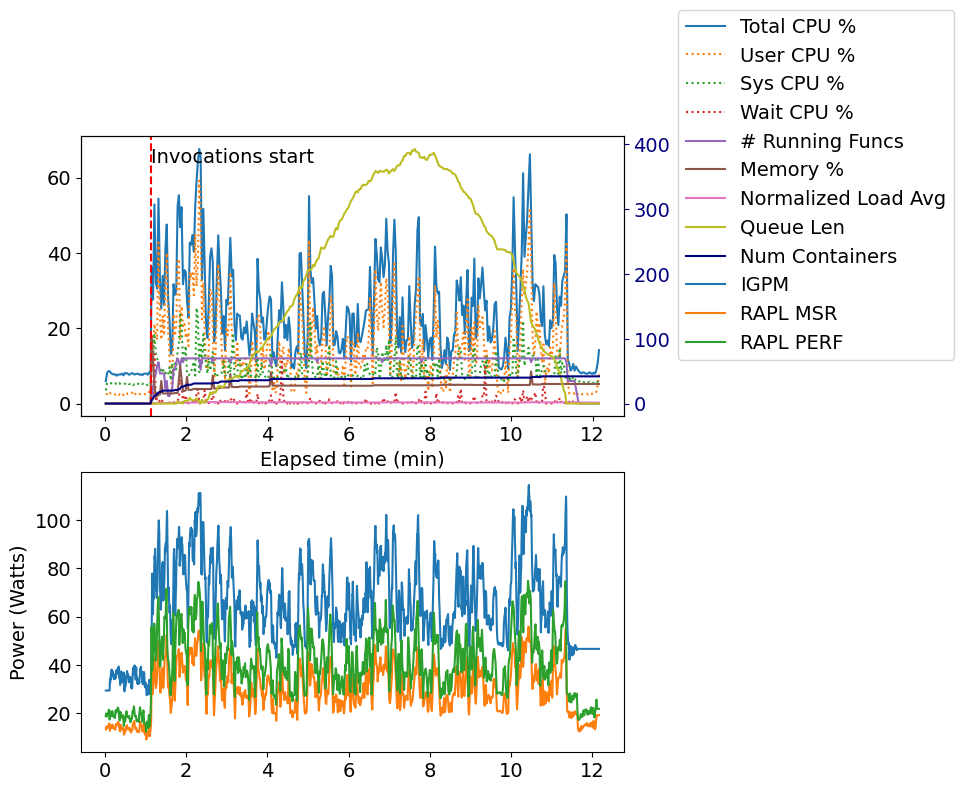 Total CPU %
User CPU %
Sys CPU %
Wait CPU %
# Running Funcs
Memory %
Normalized Load Avg
Queue Len
Num Containers
IGPM
RAPL MSR
RAPL PERF
Invocations start
60
40
20
0
400
300
200
100
0
0 2 4 6 8 10 12
Elapsed time (min)
Power (Watts)
100
80
60
40
20
0 2 4 6 8 10 12